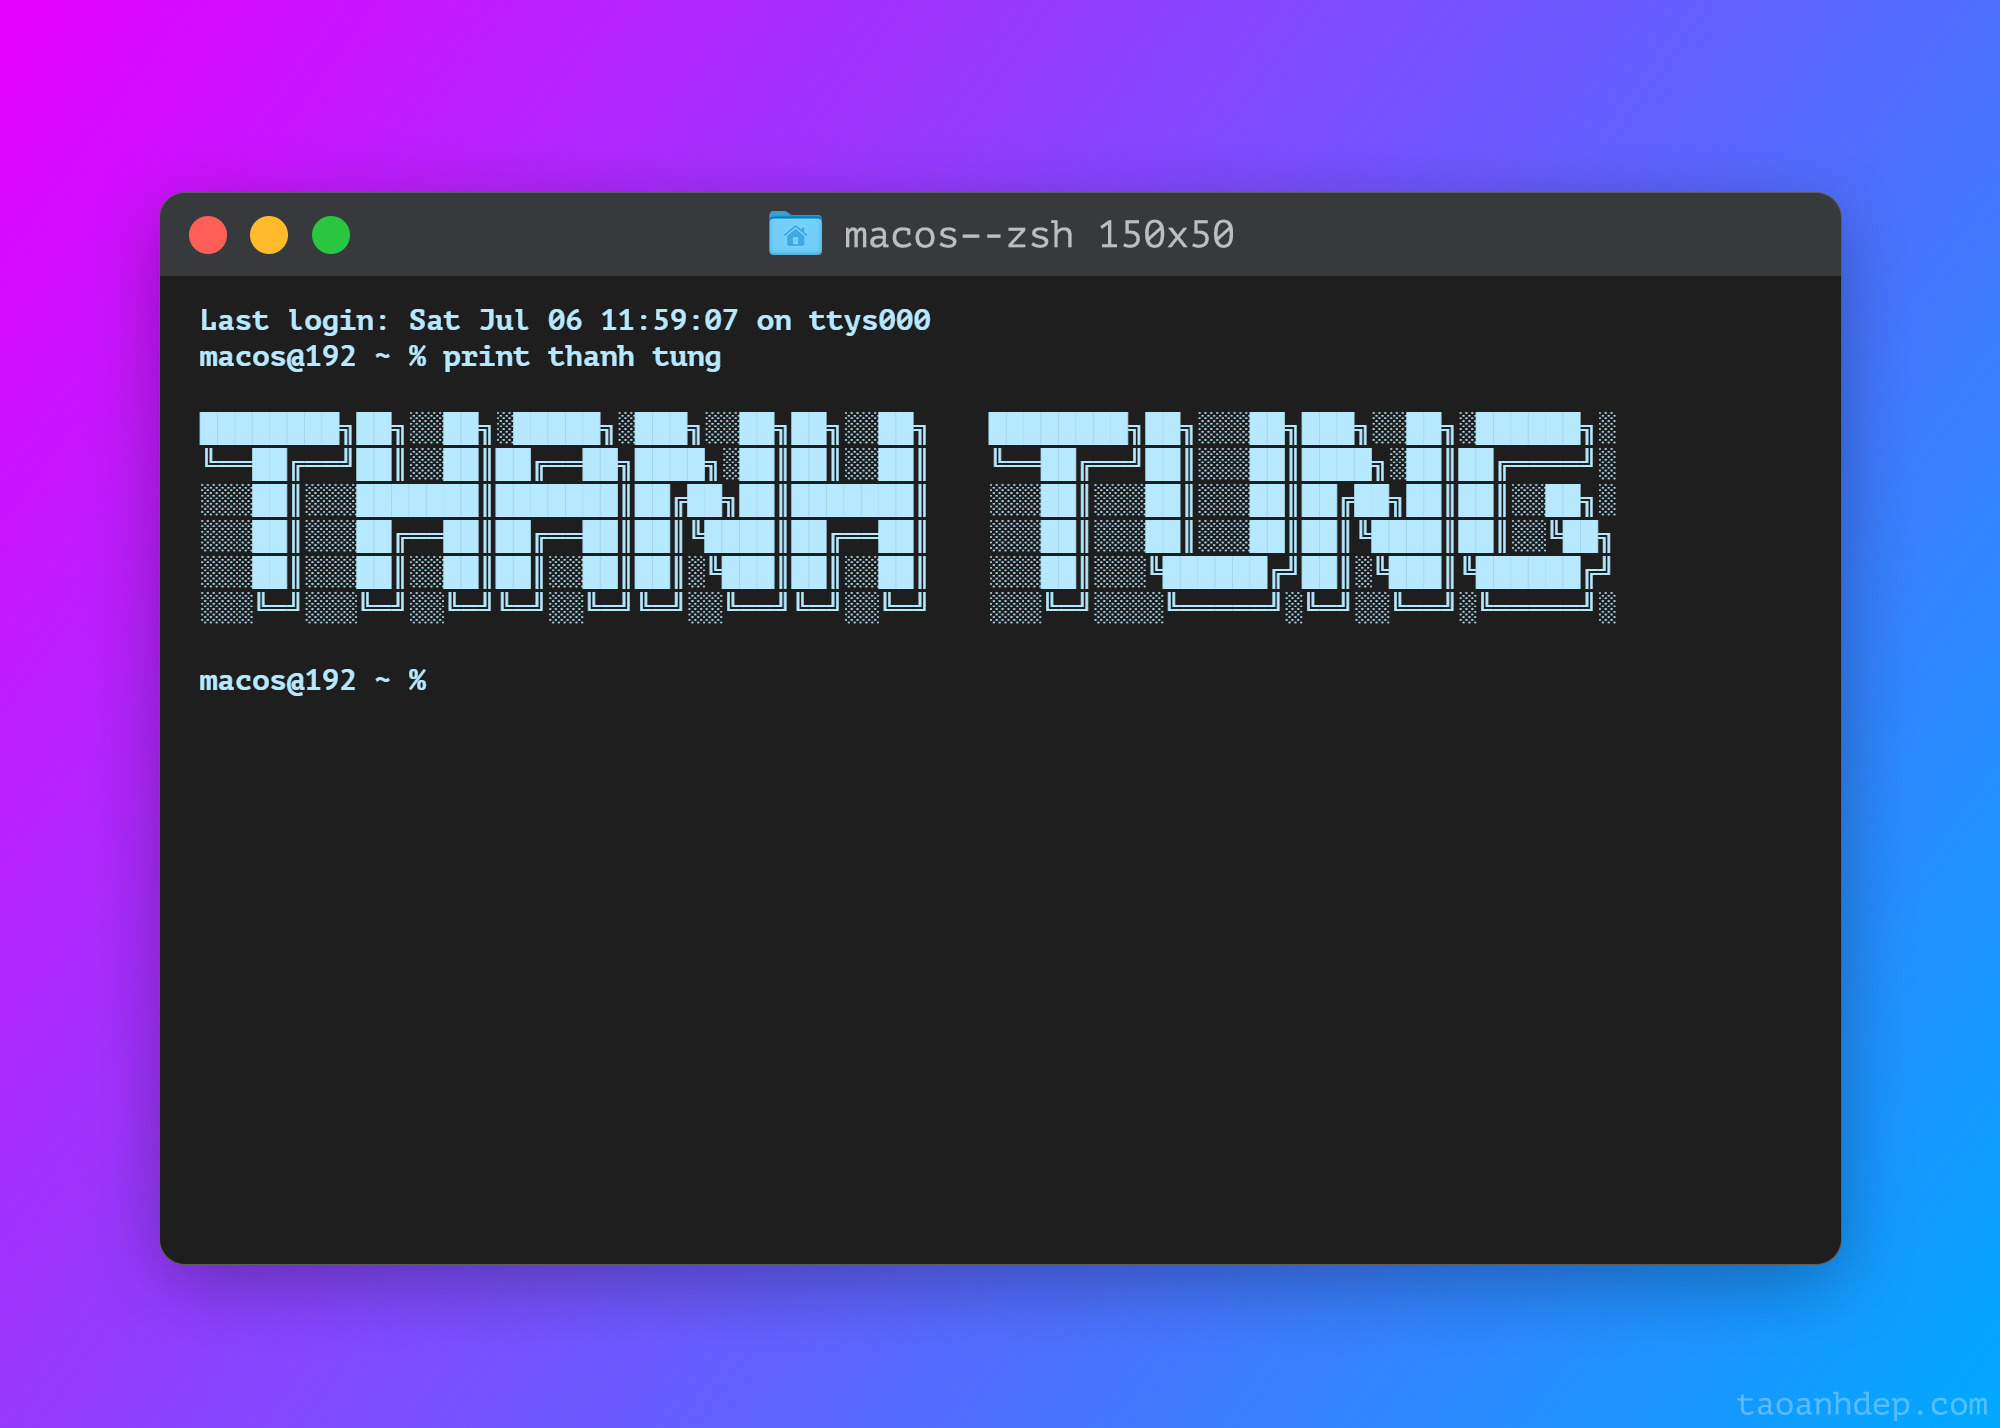 macos--zsh 150x50
Last login: Sat Jul 06 11:59:07 on ttys000
macos@192 ~ % print thanh tung
THANH TUNG
macos@192 ~ %
taoanhdep.com